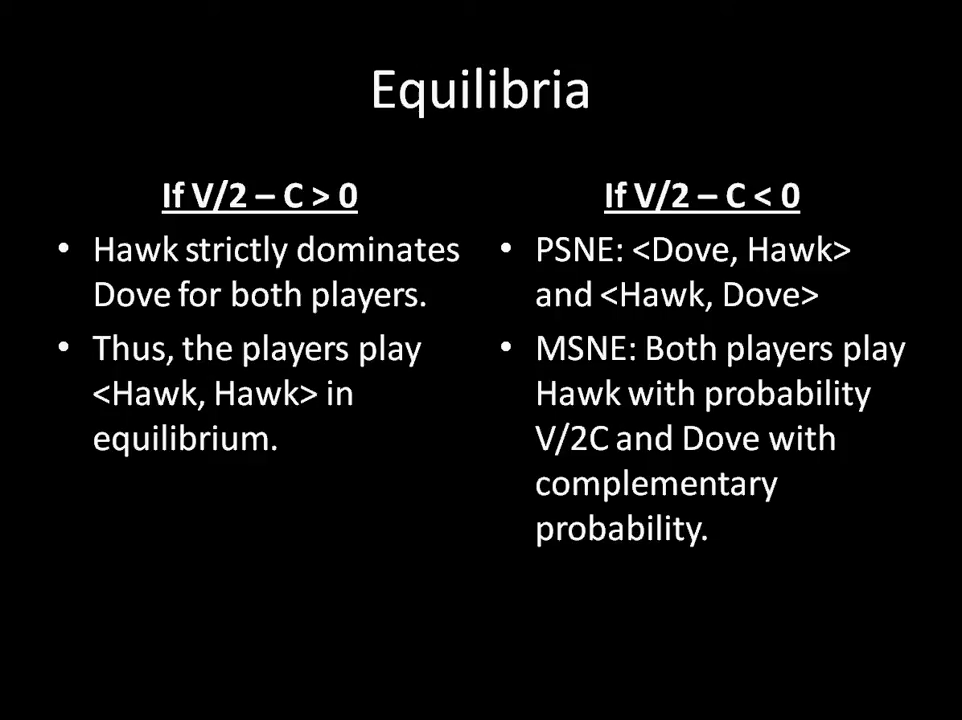 Equilibria
If V/2 – C > 0
• Hawk strictly dominates
Dove for both players.
• Thus, the players play
<Hawk, Hawk> in
equilibrium.
If V/2 – C < 0
• PSNE: <Dove, Hawk>
and <Hawk, Dove>
• MSNE: Both players play
Hawk with probability
V/2C and Dove with
complementary
probability.